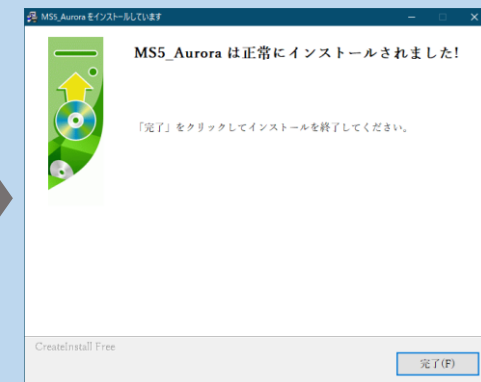 MS5_Aurora をインストールしています
MS5_Aurora は正常にインストールされました!
「完了」をクリックしてインストールを終了してください。
CreateInstall Free
完了(F)